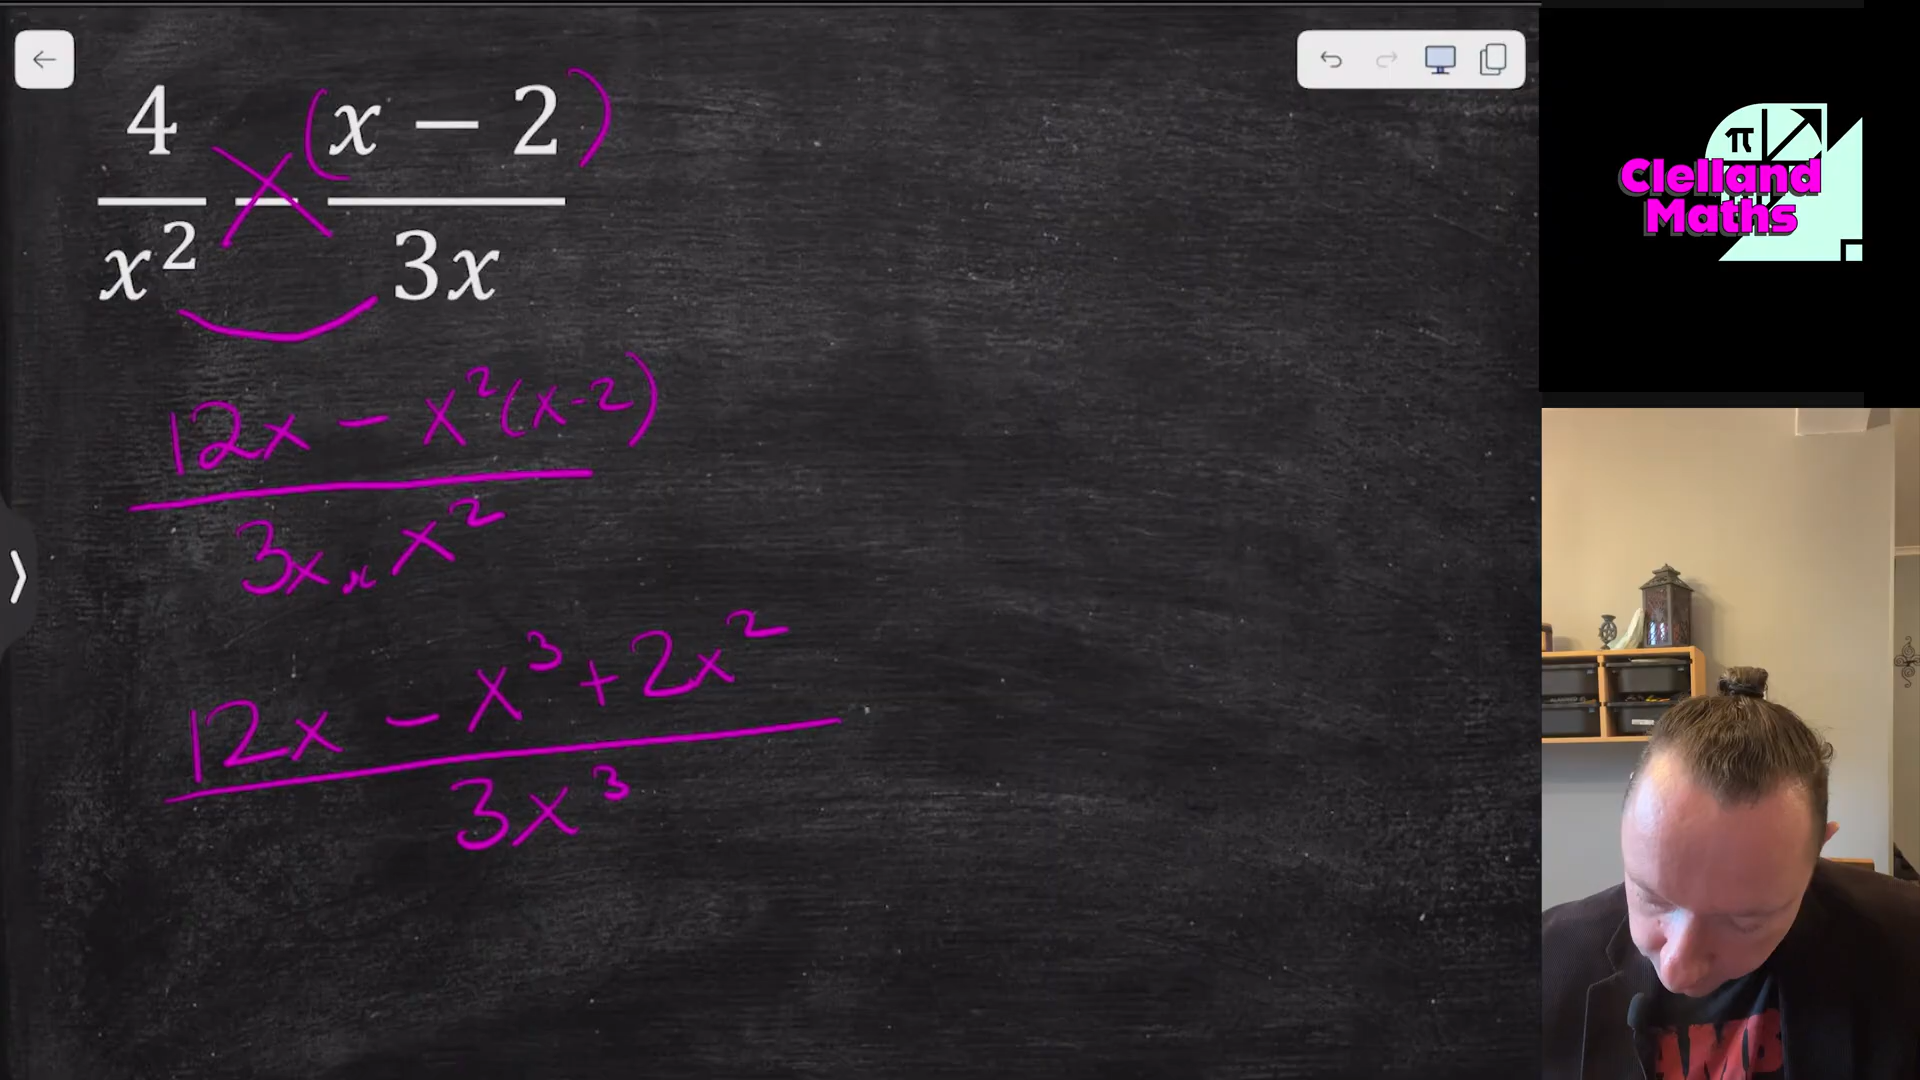 4/x² − (x − 2)/3x
12x - x²(x-2)
3x × x²
12x - x³ + 2x²
3x³
π
Clelland
Maths